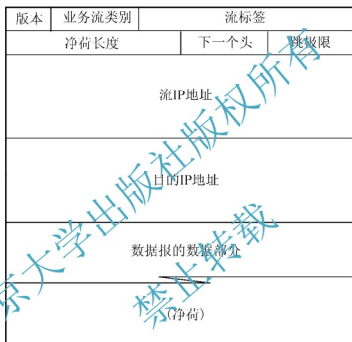 版本 业务流类别 流标签
净荷长度 下一个头 跳极限
流IP地址
目的IP地址
数据报的数据部分
(净荷)
京大学出版社版权所有
禁止转载